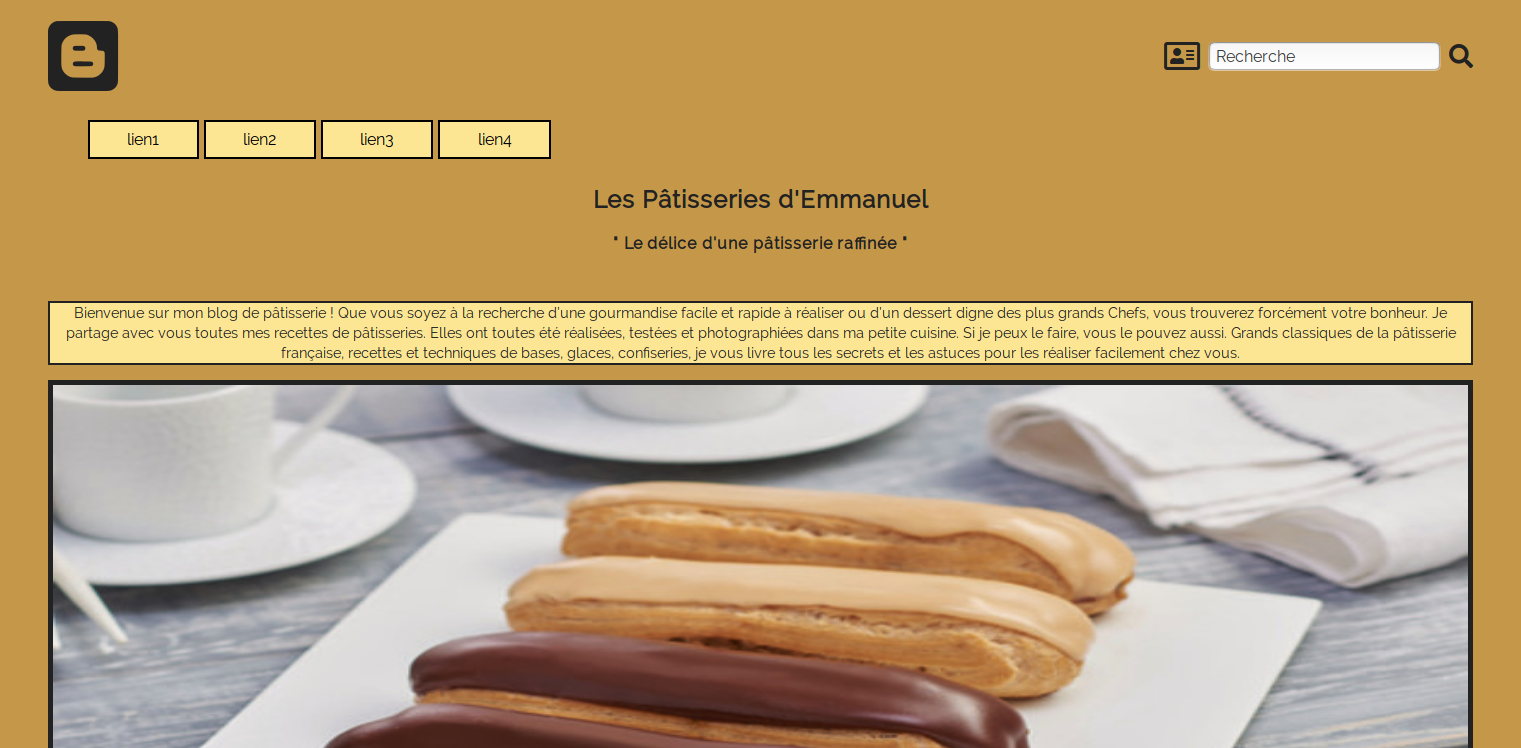 Recherche
lien1 lien2 lien3 lien4
Les Pâtisseries d'Emmanuel
" Le délice d'une pâtisserie raffinée "
Bienvenue sur mon blog de pâtisserie ! Que vous soyez à la recherche d'une gourmandise facile et rapide à réaliser ou d'un dessert digne des plus grands Chefs, vous trouverez forcément votre bonheur. Je
partage avec vous toutes mes recettes de pâtisseries. Elles ont toutes été réalisées, testées et photographiées dans ma petite cuisine. Si je peux le faire, vous le pouvez aussi. Grands classiques de la pâtisserie
française, recettes et techniques de bases, glaces, confiseries, je vous livre tous les secrets et les astuces pour les réaliser facilement chez vous.